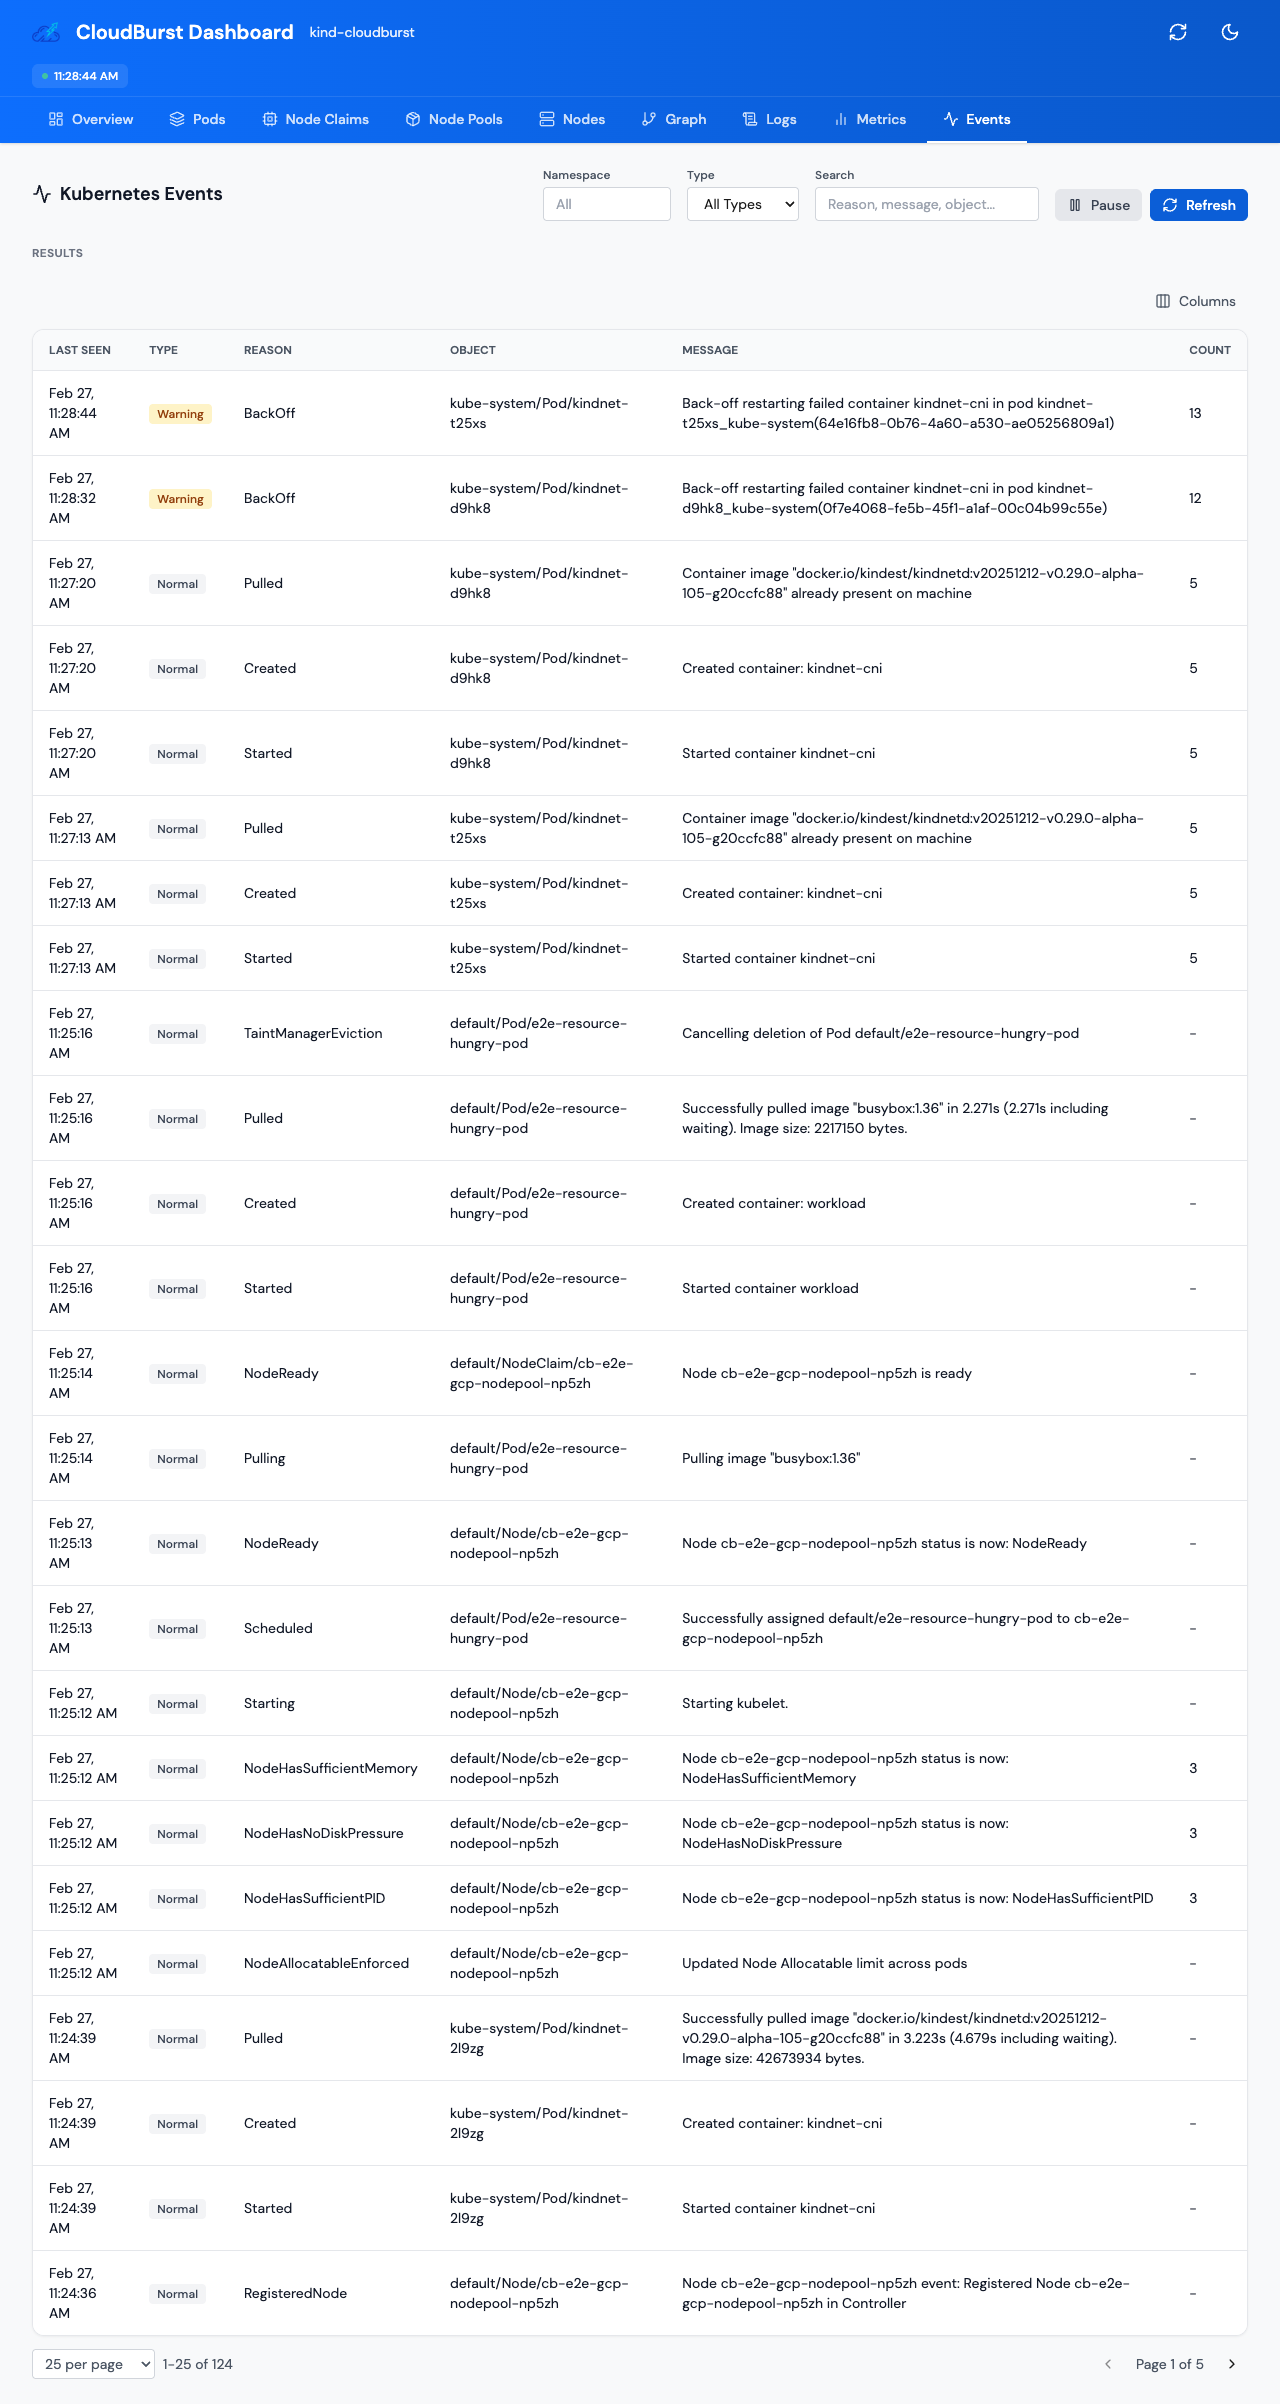 CloudBurst Dashboard kind-cloudburst
11:28:44 AM
Overview Pods Node Claims Node Pools Nodes Graph Logs Metrics Events
Kubernetes Events
Namespace Type Search
All All Types Reason, message, object... Pause Refresh
RESULTS
Columns
LAST SEEN TYPE REASON OBJECT MESSAGE COUNT
Feb 27,
11:28:44
AM
Warning
BackOff
kube-system/Pod/kindnet-
t25xs
Back-off restarting failed container kindnet-cni in pod kindnet-
t25xs_kube-system(64e16fb8-0b76-4a60-a530-ae05256809a1)
13
Feb 27,
11:28:32
AM
Warning
BackOff
kube-system/Pod/kindnet-
d9hk8
Back-off restarting failed container kindnet-cni in pod kindnet-
d9hk8_kube-system(0f7e4068-fe5b-45f1-a1af-00c04b99c55e)
12
Feb 27,
11:27:20
AM
Normal
Pulled
kube-system/Pod/kindnet-
d9hk8
Container image "docker.io/kindest/kindnetd:v20251212-v0.29.0-alpha-
105-g20ccfc88" already present on machine
5
Feb 27,
11:27:20
AM
Normal
Created
kube-system/Pod/kindnet-
d9hk8
Created container: kindnet-cni
5
Feb 27,
11:27:20
AM
Normal
Started
kube-system/Pod/kindnet-
d9hk8
Started container kindnet-cni
5
Feb 27,
11:27:13 AM
Normal
Pulled
kube-system/Pod/kindnet-
t25xs
Container image "docker.io/kindest/kindnetd:v20251212-v0.29.0-alpha-
105-g20ccfc88" already present on machine
5
Feb 27,
11:27:13 AM
Normal
Created
kube-system/Pod/kindnet-
t25xs
Created container: kindnet-cni
5
Feb 27,
11:27:13 AM
Normal
Started
kube-system/Pod/kindnet-
t25xs
Started container kindnet-cni
5
Feb 27,
11:25:16
AM
Normal
TaintManagerEviction
default/Pod/e2e-resource-
hungry-pod
Cancelling deletion of Pod default/e2e-resource-hungry-pod
-
Feb 27,
11:25:16
AM
Normal
Pulled
default/Pod/e2e-resource-
hungry-pod
Successfully pulled image "busybox:1.36" in 2.271s (2.271s including
waiting). Image size: 2217150 bytes.
-
Feb 27,
11:25:16
AM
Normal
Created
default/Pod/e2e-resource-
hungry-pod
Created container: workload
-
Feb 27,
11:25:16
AM
Normal
Started
default/Pod/e2e-resource-
hungry-pod
Started container workload
-
Feb 27,
11:25:14
AM
Normal
NodeReady
default/NodeClaim/cb-e2e-
gcp-nodepool-np5zh
Node cb-e2e-gcp-nodepool-np5zh is ready
-
Feb 27,
11:25:14
AM
Normal
Pulling
default/Pod/e2e-resource-
hungry-pod
Pulling image "busybox:1.36"
-
Feb 27,
11:25:13
AM
Normal
NodeReady
default/Node/cb-e2e-gcp-
nodepool-np5zh
Node cb-e2e-gcp-nodepool-np5zh status is now: NodeReady
-
Feb 27,
11:25:13
AM
Normal
Scheduled
default/Pod/e2e-resource-
hungry-pod
Successfully assigned default/e2e-resource-hungry-pod to cb-e2e-
gcp-nodepool-np5zh
-
Feb 27,
11:25:12 AM
Normal
Starting
default/Node/cb-e2e-gcp-
nodepool-np5zh
Starting kubelet.
-
Feb 27,
11:25:12 AM
Normal
NodeHasSufficientMemory
default/Node/cb-e2e-gcp-
nodepool-np5zh
Node cb-e2e-gcp-nodepool-np5zh status is now:
NodeHasSufficientMemory
3
Feb 27,
11:25:12 AM
Normal
NodeHasNoDiskPressure
default/Node/cb-e2e-gcp-
nodepool-np5zh
Node cb-e2e-gcp-nodepool-np5zh status is now:
NodeHasNoDiskPressure
3
Feb 27,
11:25:12 AM
Normal
NodeHasSufficientPID
default/Node/cb-e2e-gcp-
nodepool-np5zh
Node cb-e2e-gcp-nodepool-np5zh status is now: NodeHasSufficientPID
3
Feb 27,
11:25:12 AM
Normal
NodeAllocatableEnforced
default/Node/cb-e2e-gcp-
nodepool-np5zh
Updated Node Allocatable limit across pods
-
Feb 27,
11:24:39
AM
Normal
Pulled
kube-system/Pod/kindnet-
2l9zg
Successfully pulled image "docker.io/kindest/kindnetd:v20251212-
v0.29.0-alpha-105-g20ccfc88" in 3.223s (4.679s including waiting).
Image size: 42673934 bytes.
-
Feb 27,
11:24:39
AM
Normal
Created
kube-system/Pod/kindnet-
2l9zg
Created container: kindnet-cni
-
Feb 27,
11:24:39
AM
Normal
Started
kube-system/Pod/kindnet-
2l9zg
Started container kindnet-cni
-
Feb 27,
11:24:36
AM
Normal
RegisteredNode
default/Node/cb-e2e-gcp-
nodepool-np5zh
Node cb-e2e-gcp-nodepool-np5zh event: Registered Node cb-e2e-
gcp-nodepool-np5zh in Controller
-
25 per page 1-25 of 124 Page 1 of 5